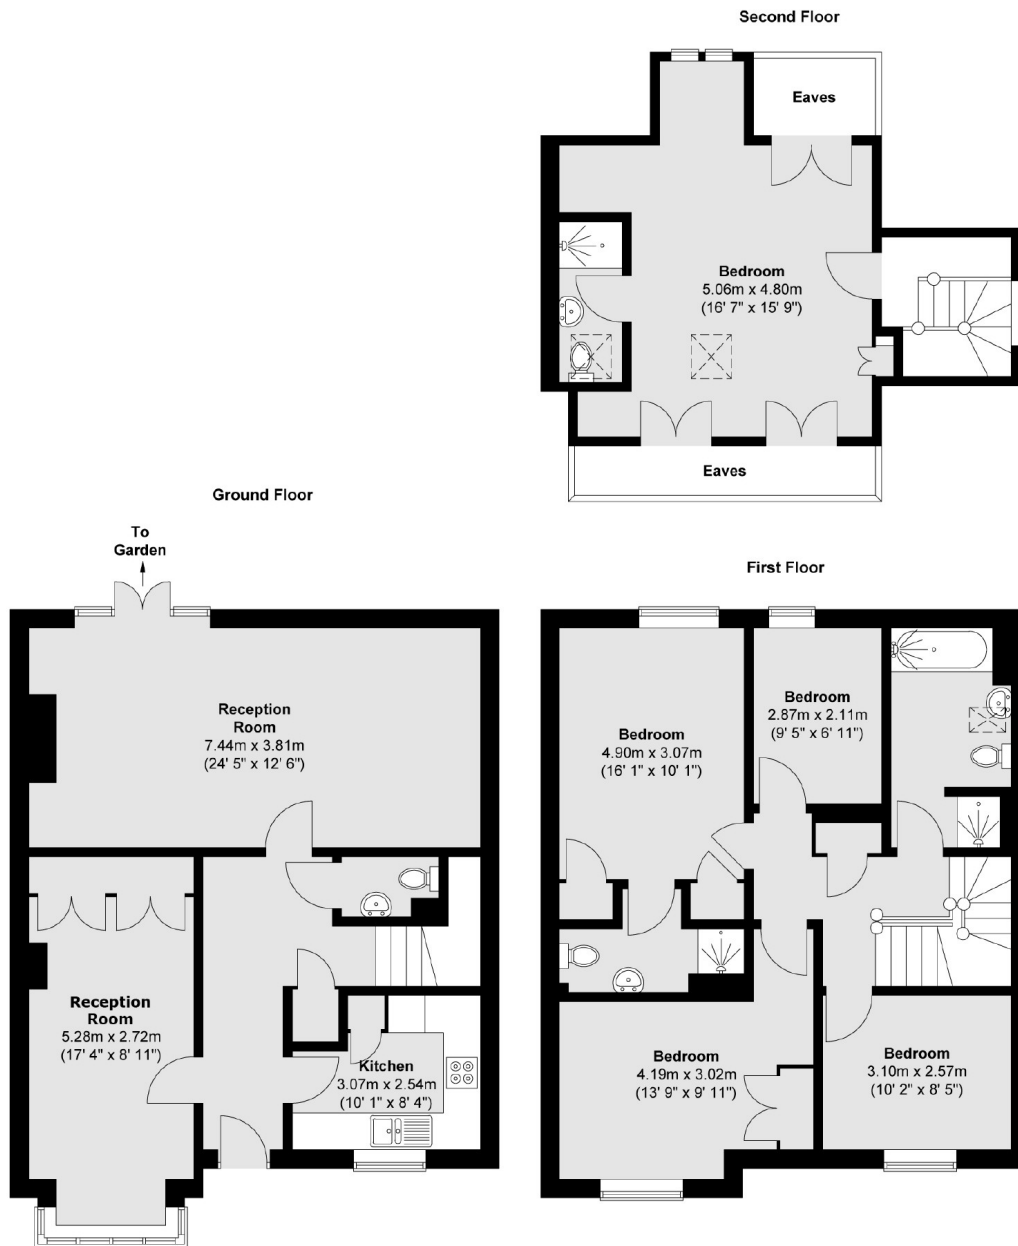 Second Floor
Eaves
Bedroom
5.06m x 4.80m
(16' 7" x 15' 9")
Eaves
Ground Floor
To
Garden
Reception
Room
7.44m x 3.81m
(24' 5" x 12' 6")
Reception
Room
5.28m x 2.72m
(17' 4" x 8' 11")
Kitchen
3.07m x 2.54m
(10' 1" x 8' 4")
First Floor
Bedroom
4.90m x 3.07m
(16' 1" x 10' 1")
Bedroom
2.87m x 2.11m
(9' 5" x 6' 11")
Bedroom
4.19m x 3.02m
(13' 9" x 9' 11")
Bedroom
3.10m x 2.57m
(10' 2" x 8' 5")